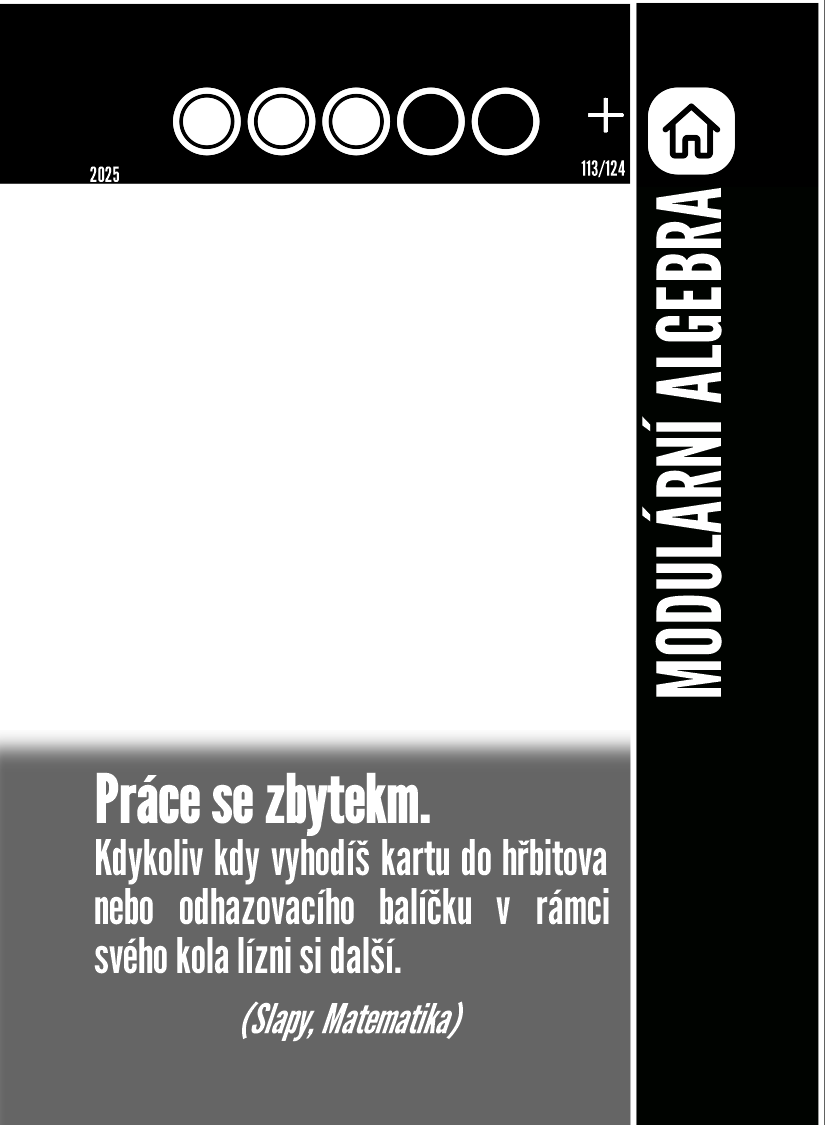 2025
113/124
MODULÁRNÍ ALGEBRA
Práce se zbytekm.
Kdykoliv kdy vyhodíš kartu do hřbitova
nebo odhazovacího balíčku v rámci
svého kola lízni si další.
(Slapy, Matematika)